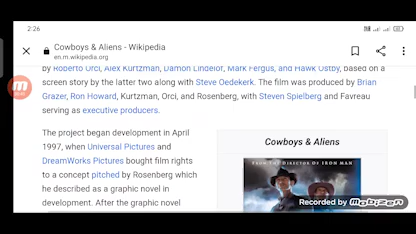 2:26
Cowboys & Aliens - Wikipedia
en.m.wikipedia.org
by Roberto Orci, Alex Kurtzman, Damon Lindelof, Mark Fergus, and Hawk Ostby, based on a
screen story by the latter two along with Steve Oedekerk. The film was produced by Brian
Grazer, Ron Howard, Kurtzman, Orci, and Rosenberg, with Steven Spielberg and Favreau
serving as executive producers.
The project began development in April
1997, when Universal Pictures and
DreamWorks Pictures bought film rights
to a concept pitched by Rosenberg which
he described as a graphic novel in
development. After the graphic novel
Cowboys & Aliens
FROM THE DIRECTOR OF IRON MAN
Recorded by Mobizen